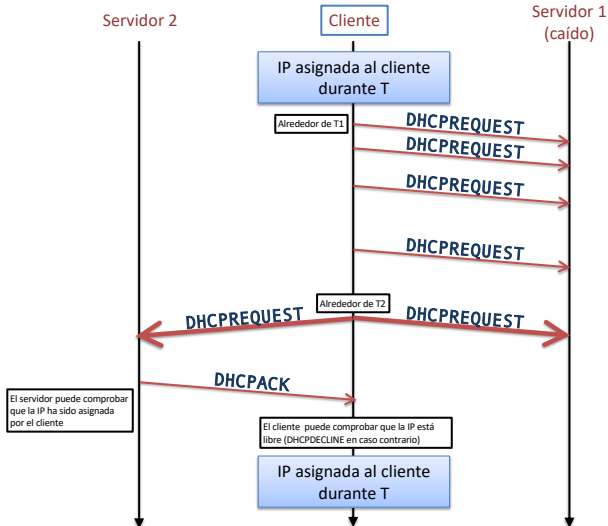 Servidor 2
Cliente
Servidor 1
(caído)
IP asignada al cliente
durante T
Alrededor de T1
DHCPREQUEST
DHCPREQUEST
DHCPREQUEST
DHCPREQUEST
Alrededor de T2
DHCPREQUEST
DHCPREQUEST
DHCPACK
El servidor puede comprobar
que la IP ha sido asignada
por el cliente
El cliente puede comprobar que la IP está
libre (DHCPDECLINE en caso contrario)
IP asignada al cliente
durante T